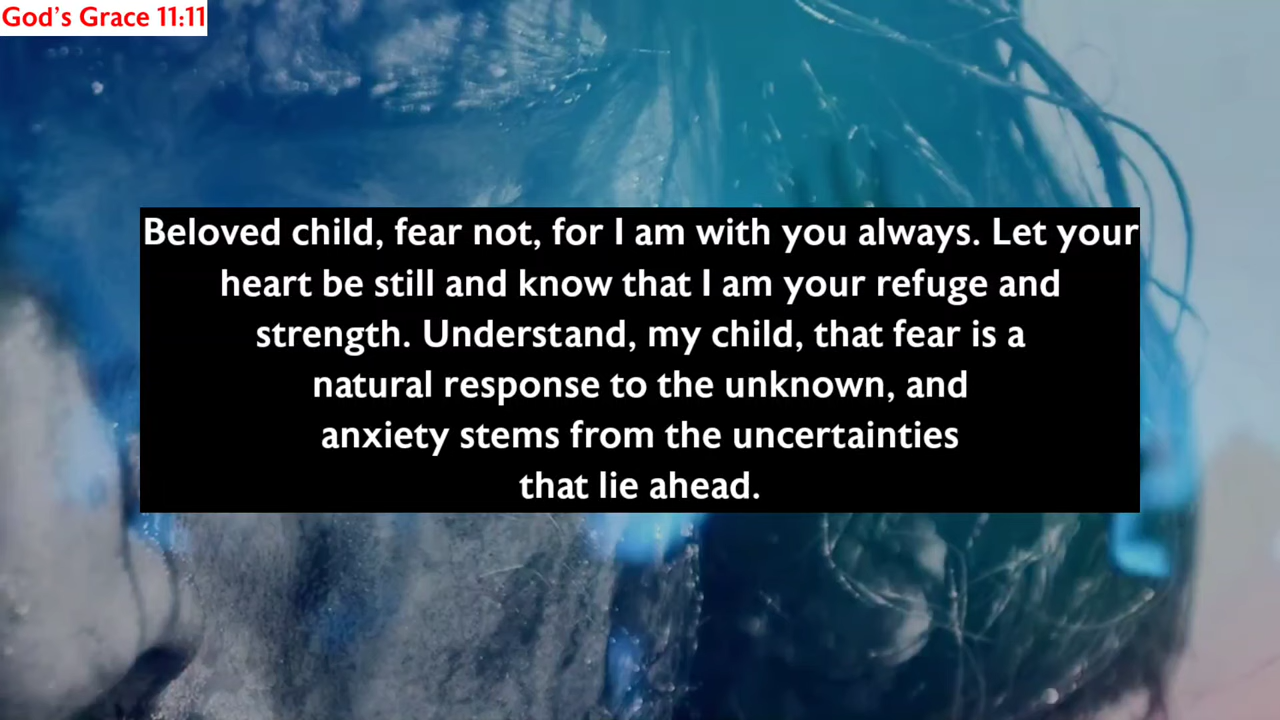 God's Grace 11:11
Beloved child, fear not, for I am with you always. Let your
heart be still and know that I am your refuge and
strength. Understand, my child, that fear is a
natural response to the unknown, and
anxiety stems from the uncertainties
that lie ahead.